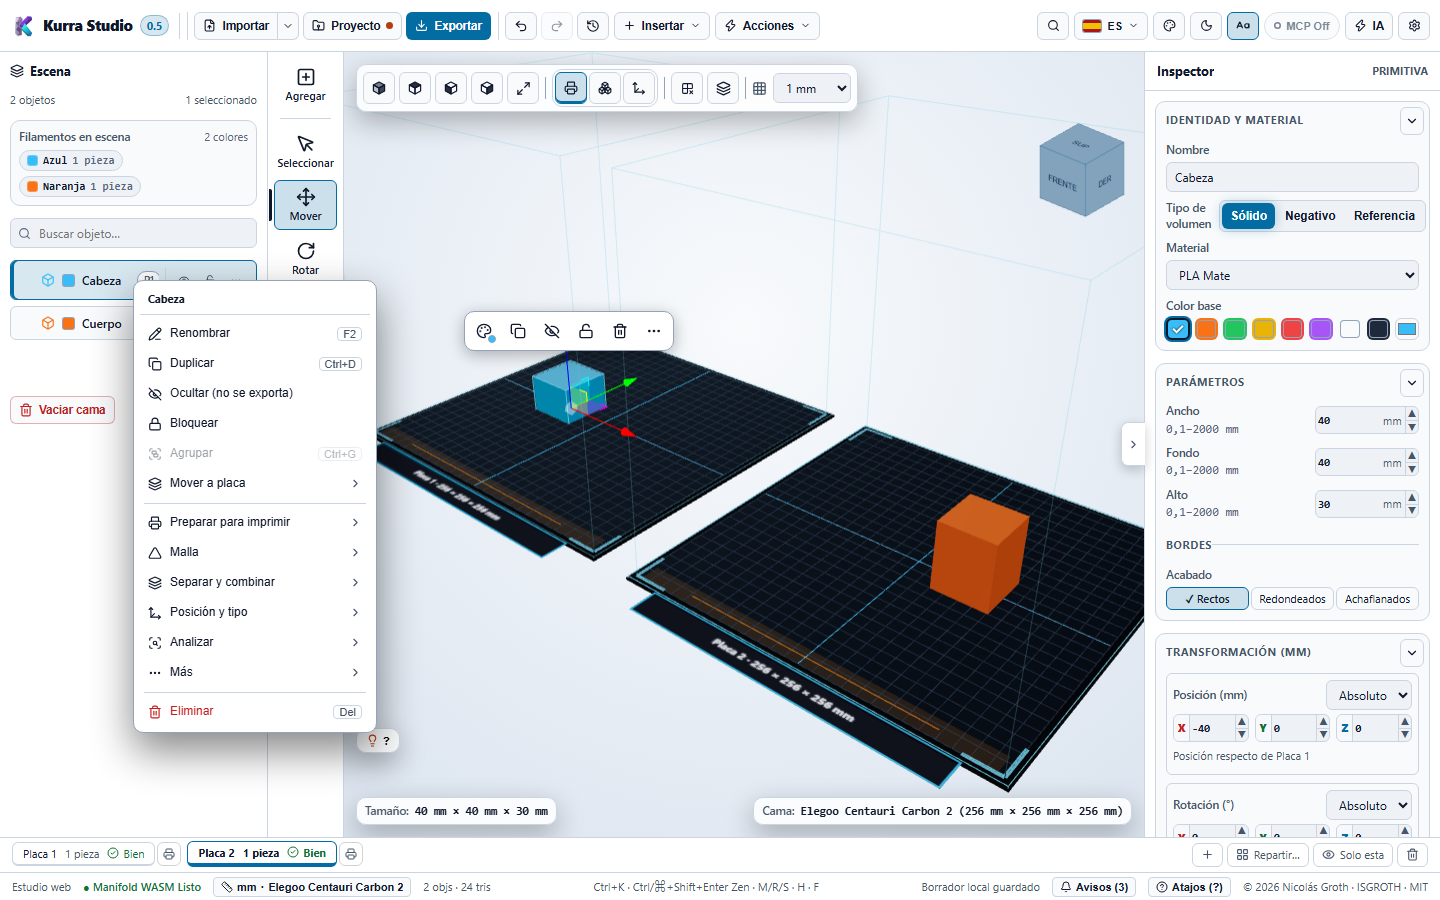 Kurra Studio 0.5
Importar
Proyecto
Exportar
Insertar
Acciones
ES
Aa
MCP Off
IA
Escena
2 objetos
1 seleccionado
Filamentos en escena
2 colores
Azul 1 pieza
Naranja 1 pieza
Buscar objeto...
Cabeza
Cuerpo
Vaciar cama
Agregar
Seleccionar
Mover
Rotar
1 mm
SUP
FRENTE
DER
Cabeza
Renombrar F2
Duplicar Ctrl+D
Ocultar (no se exporta)
Bloquear
Agrupar Ctrl+G
Mover a placa
Preparar para imprimir
Malla
Separar y combinar
Posición y tipo
Analizar
Más
Eliminar Del
Placa 1 · 256 × 256 × 256 mm
Placa 2 · 256 × 256 × 256 mm
?
Tamaño: 40 mm × 40 mm × 30 mm
Cama: Elegoo Centauri Carbon 2 (256 mm × 256 mm × 256 mm)
Inspector
PRIMITIVA
IDENTIDAD Y MATERIAL
Nombre
Cabeza
Tipo de volumen
Sólido
Negativo
Referencia
Material
PLA Mate
Color base
PARÁMETROS
Ancho
0,1–2000 mm
40 mm
Fondo
0,1–2000 mm
40 mm
Alto
0,1–2000 mm
30 mm
BORDES
Acabado
✓ Rectos
Redondeados
Achaflanados
TRANSFORMACIÓN (MM)
Posición (mm)
Absoluto
X -40
Y 0
Z 0
Posición respecto de Placa 1
Rotación (°)
Absoluto
Placa 1 1 pieza Bien
Placa 2 1 pieza Bien
Repartir...
Solo esta
Estudio web
Manifold WASM Listo
mm · Elegoo Centauri Carbon 2
2 objs · 24 tris
Ctrl+K · Ctrl/⌘+Shift+Enter Zen · M/R/S · H · F
Borrador local guardado
Avisos (3)
Atajos (?)
© 2026 Nicolás Groth · ISGROTH · MIT